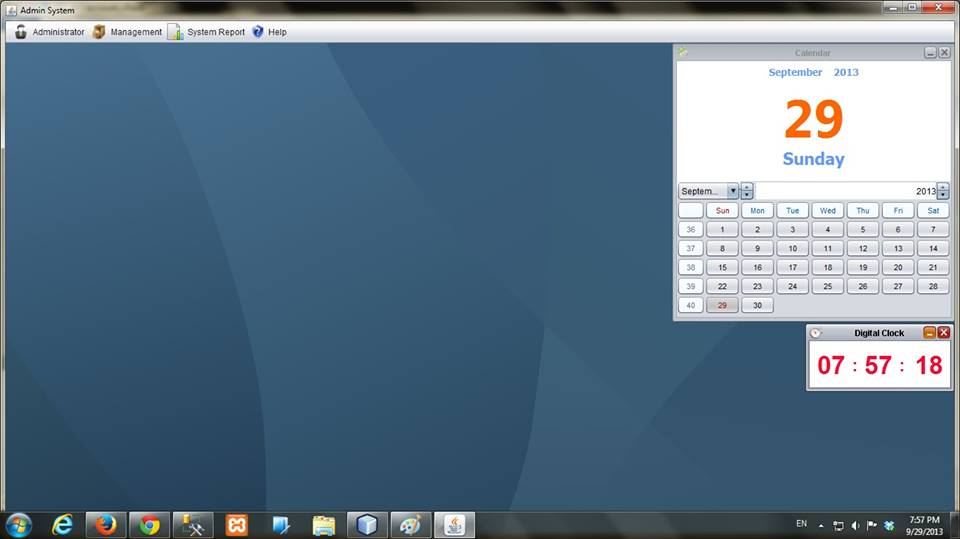 Admin System
Administrator Management System Report Help
Calendar
September 2013
29
Sunday
Septem... 2013
Sun Mon Tue Wed Thu Fri Sat
36 1 2 3 4 5 6 7
37 8 9 10 11 12 13 14
38 15 16 17 18 19 20 21
39 22 23 24 25 26 27 28
40 29 30
Digital Clock
07 : 57 : 18
EN 7:57 PM
9/29/2013